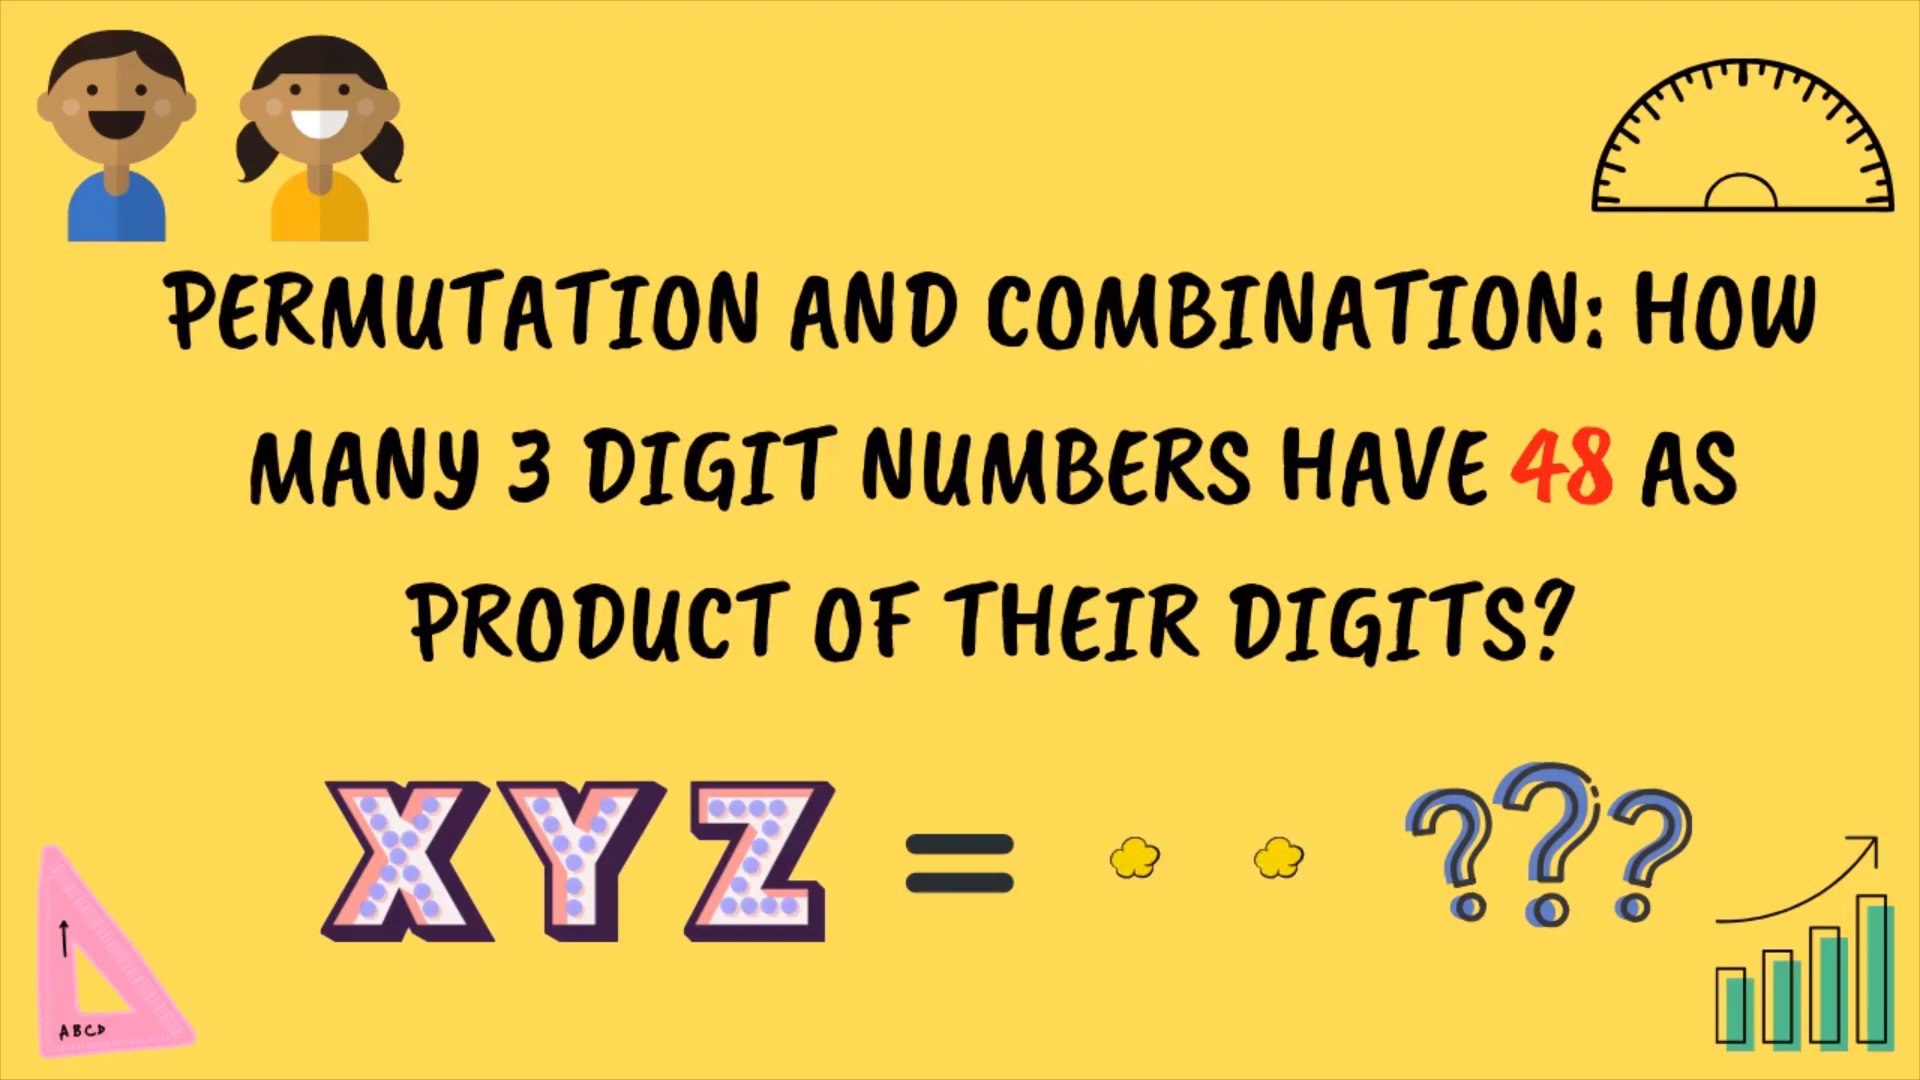 PERMUTATION AND COMBINATION: HOW
MANY 3 DIGIT NUMBERS HAVE 48 AS
PRODUCT OF THEIR DIGITS?
XYZ = ???
ABCD